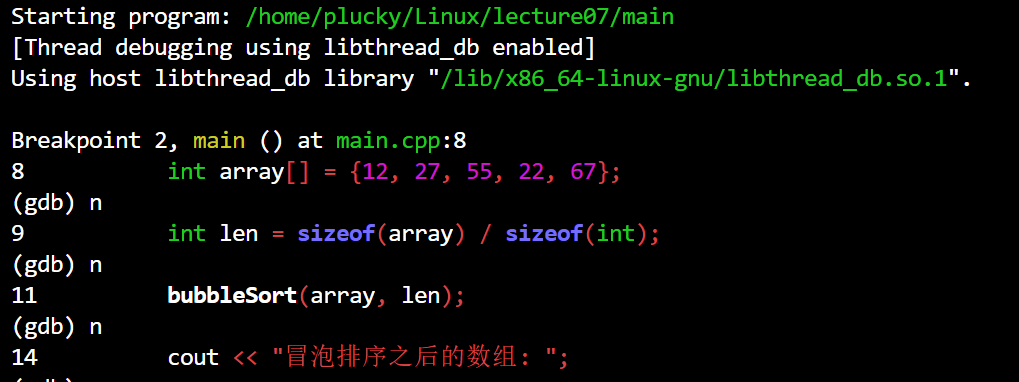 Starting program: /home/plucky/Linux/lecture07/main
[Thread debugging using libthread_db enabled]
Using host libthread_db library "/lib/x86_64-linux-gnu/libthread_db.so.1".
Breakpoint 2, main () at main.cpp:8
8 int array[] = {12, 27, 55, 22, 67};
(gdb) n
9 int len = sizeof(array) / sizeof(int);
(gdb) n
11 bubbleSort(array, len);
(gdb) n
14 cout << "冒泡排序之后的数组: ";